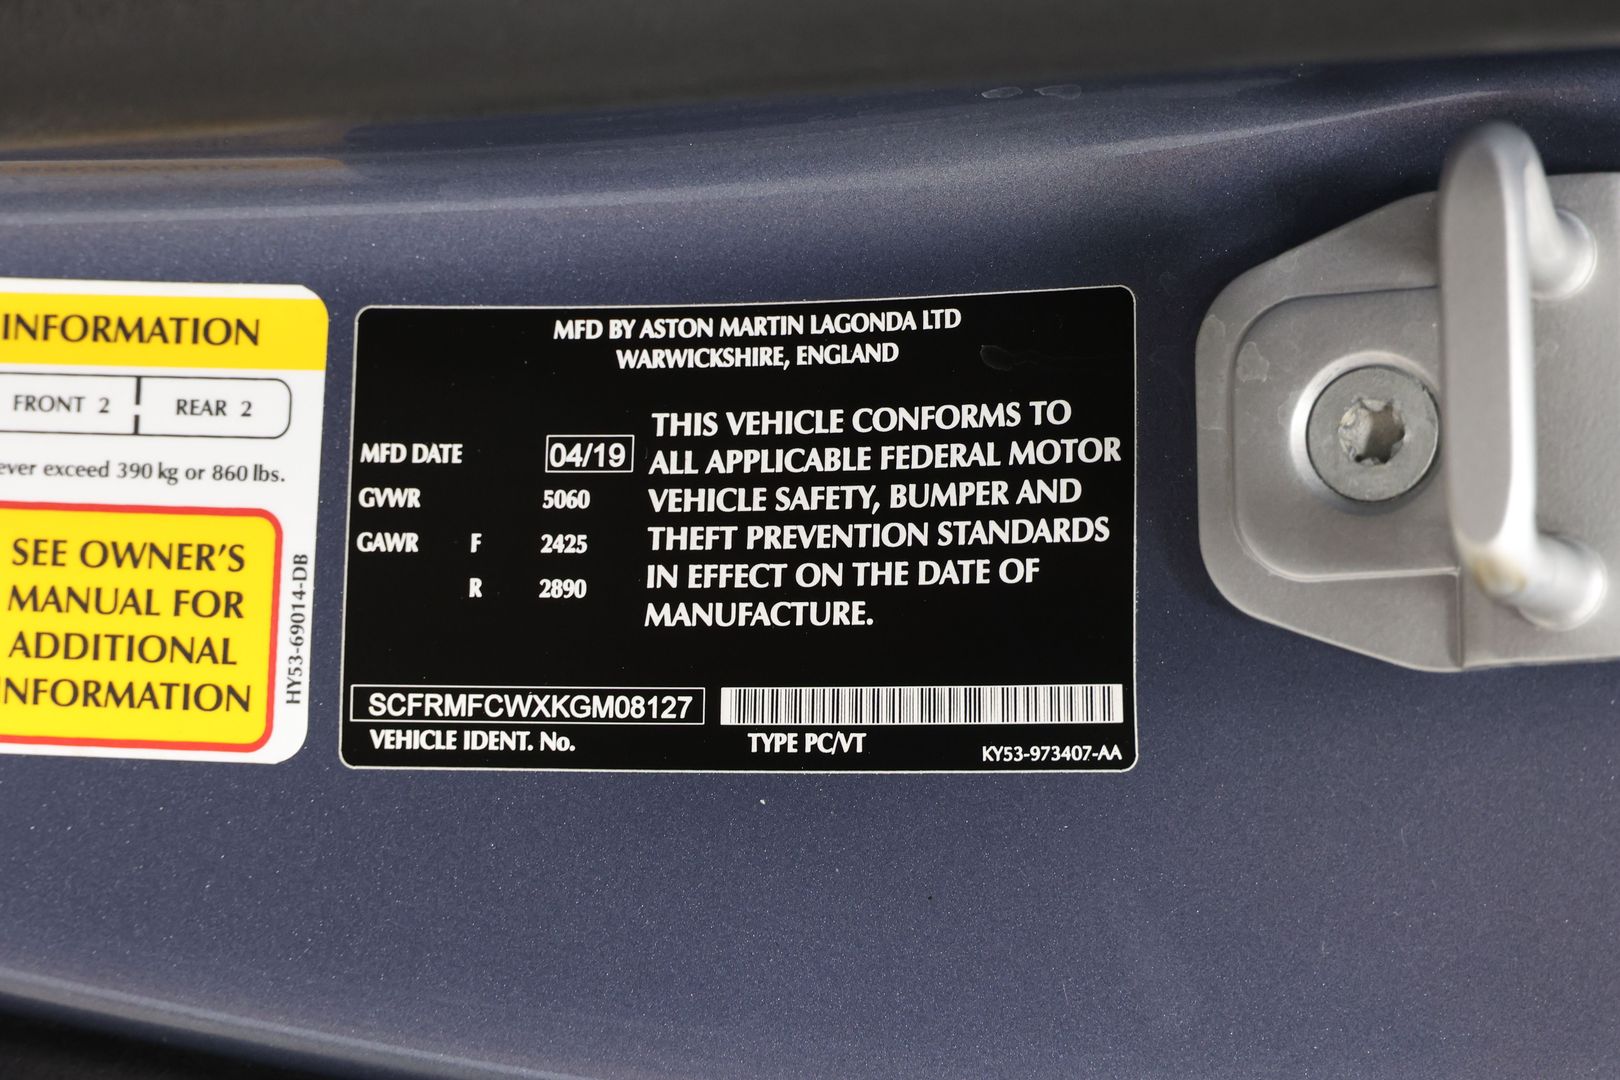 INFORMATION
FRONT 2 REAR 2
ever exceed 390 kg or 860 lbs.
SEE OWNER'S
MANUAL FOR
ADDITIONAL
INFORMATION
HY53-69014-DB
MFD BY ASTON MARTIN LAGONDA LTD
WARWICKSHIRE, ENGLAND
MFD DATE 04/19
GVWR 5060
GAWR F 2425
R 2890
THIS VEHICLE CONFORMS TO
ALL APPLICABLE FEDERAL MOTOR
VEHICLE SAFETY, BUMPER AND
THEFT PREVENTION STANDARDS
IN EFFECT ON THE DATE OF
MANUFACTURE.
SCFRMFCWXKGM08127
VEHICLE IDENT. No. TYPE PC/VT KY53-973407-AA